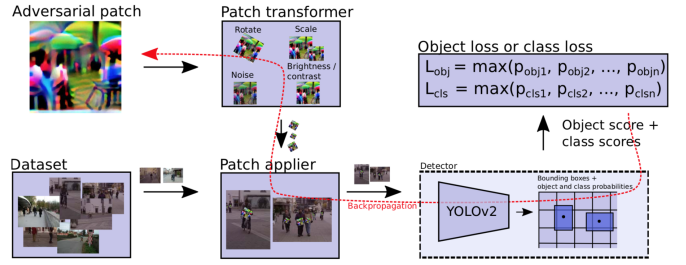 Adversarial patch
Patch transformer
Rotate
Scale
Noise
Brightness /
contrast
Object loss or class loss
L_obj = max(p_obj1, p_obj2, ..., p_objn)
L_cls = max(p_cls1, p_cls2, ..., p_clsn)
Object score +
class scores
Dataset
Patch applier
Backpropagation
Detector
YOLOv2
Bounding boxes +
object and class probabilities